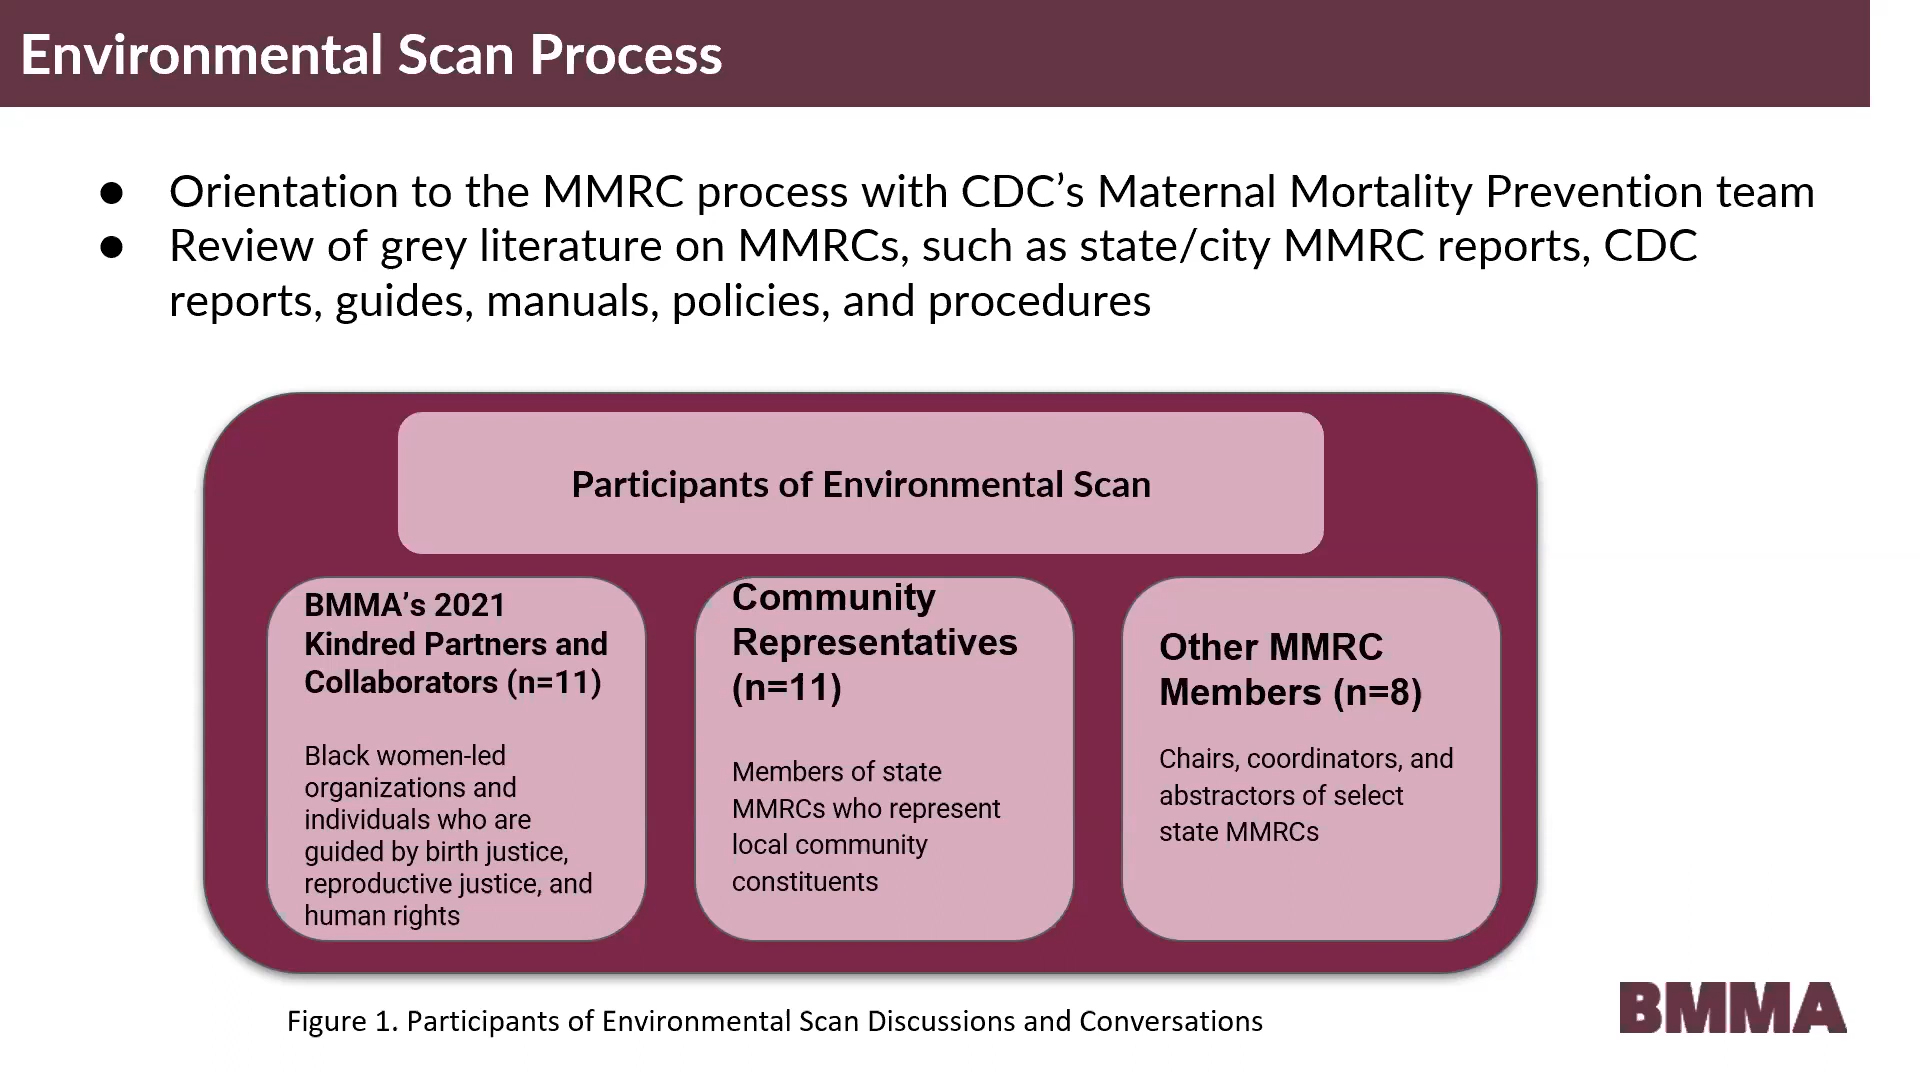 Environmental Scan Process
● Orientation to the MMRC process with CDC’s Maternal Mortality Prevention team
● Review of grey literature on MMRCs, such as state/city MMRC reports, CDC
reports, guides, manuals, policies, and procedures
Participants of Environmental Scan
BMMA’s 2021
Kindred Partners and
Collaborators (n=11)
Black women-led
organizations and
individuals who are
guided by birth justice,
reproductive justice, and
human rights
Community
Representatives
(n=11)
Members of state
MMRCs who represent
local community
constituents
Other MMRC
Members (n=8)
Chairs, coordinators, and
abstractors of select
state MMRCs
Figure 1. Participants of Environmental Scan Discussions and Conversations
BMMA